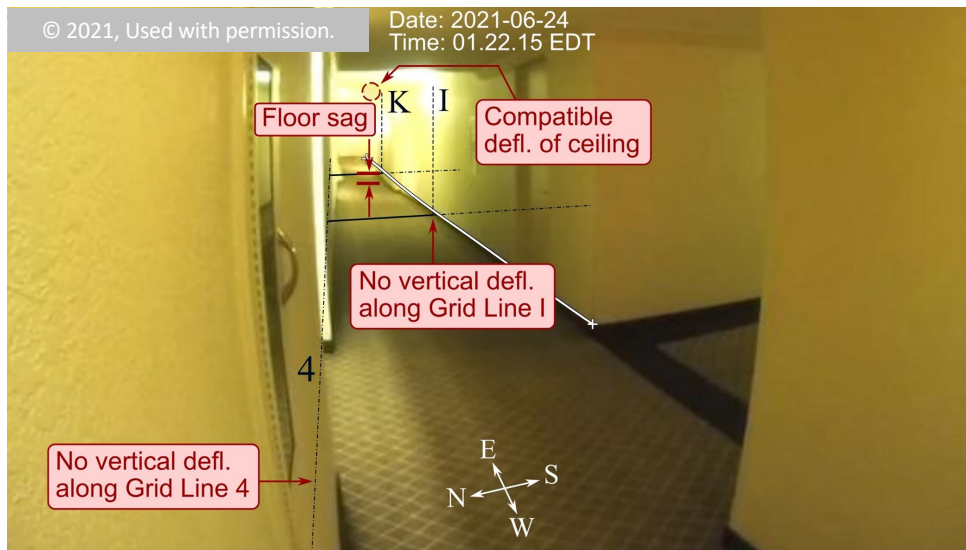 © 2021, Used with permission.
Date: 2021-06-24
Time: 01.22.15 EDT
K
I
Floor sag
Compatible
defl. of ceiling
No vertical defl.
along Grid Line I
4
No vertical defl.
along Grid Line 4
E
S
N
W